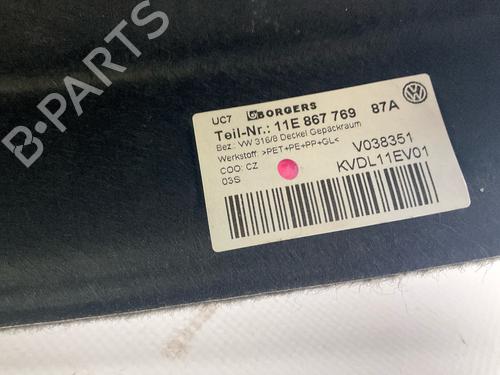 UC7 BORGERS
Teil-Nr.: 11E 867 769 87A
Bez.: VW 316/8 Deckel Gepäckraum
Werkstoff: >PET+PE+PP+GL< V038351
COO: CZ KVDL11EV01
03S
B-PARTS